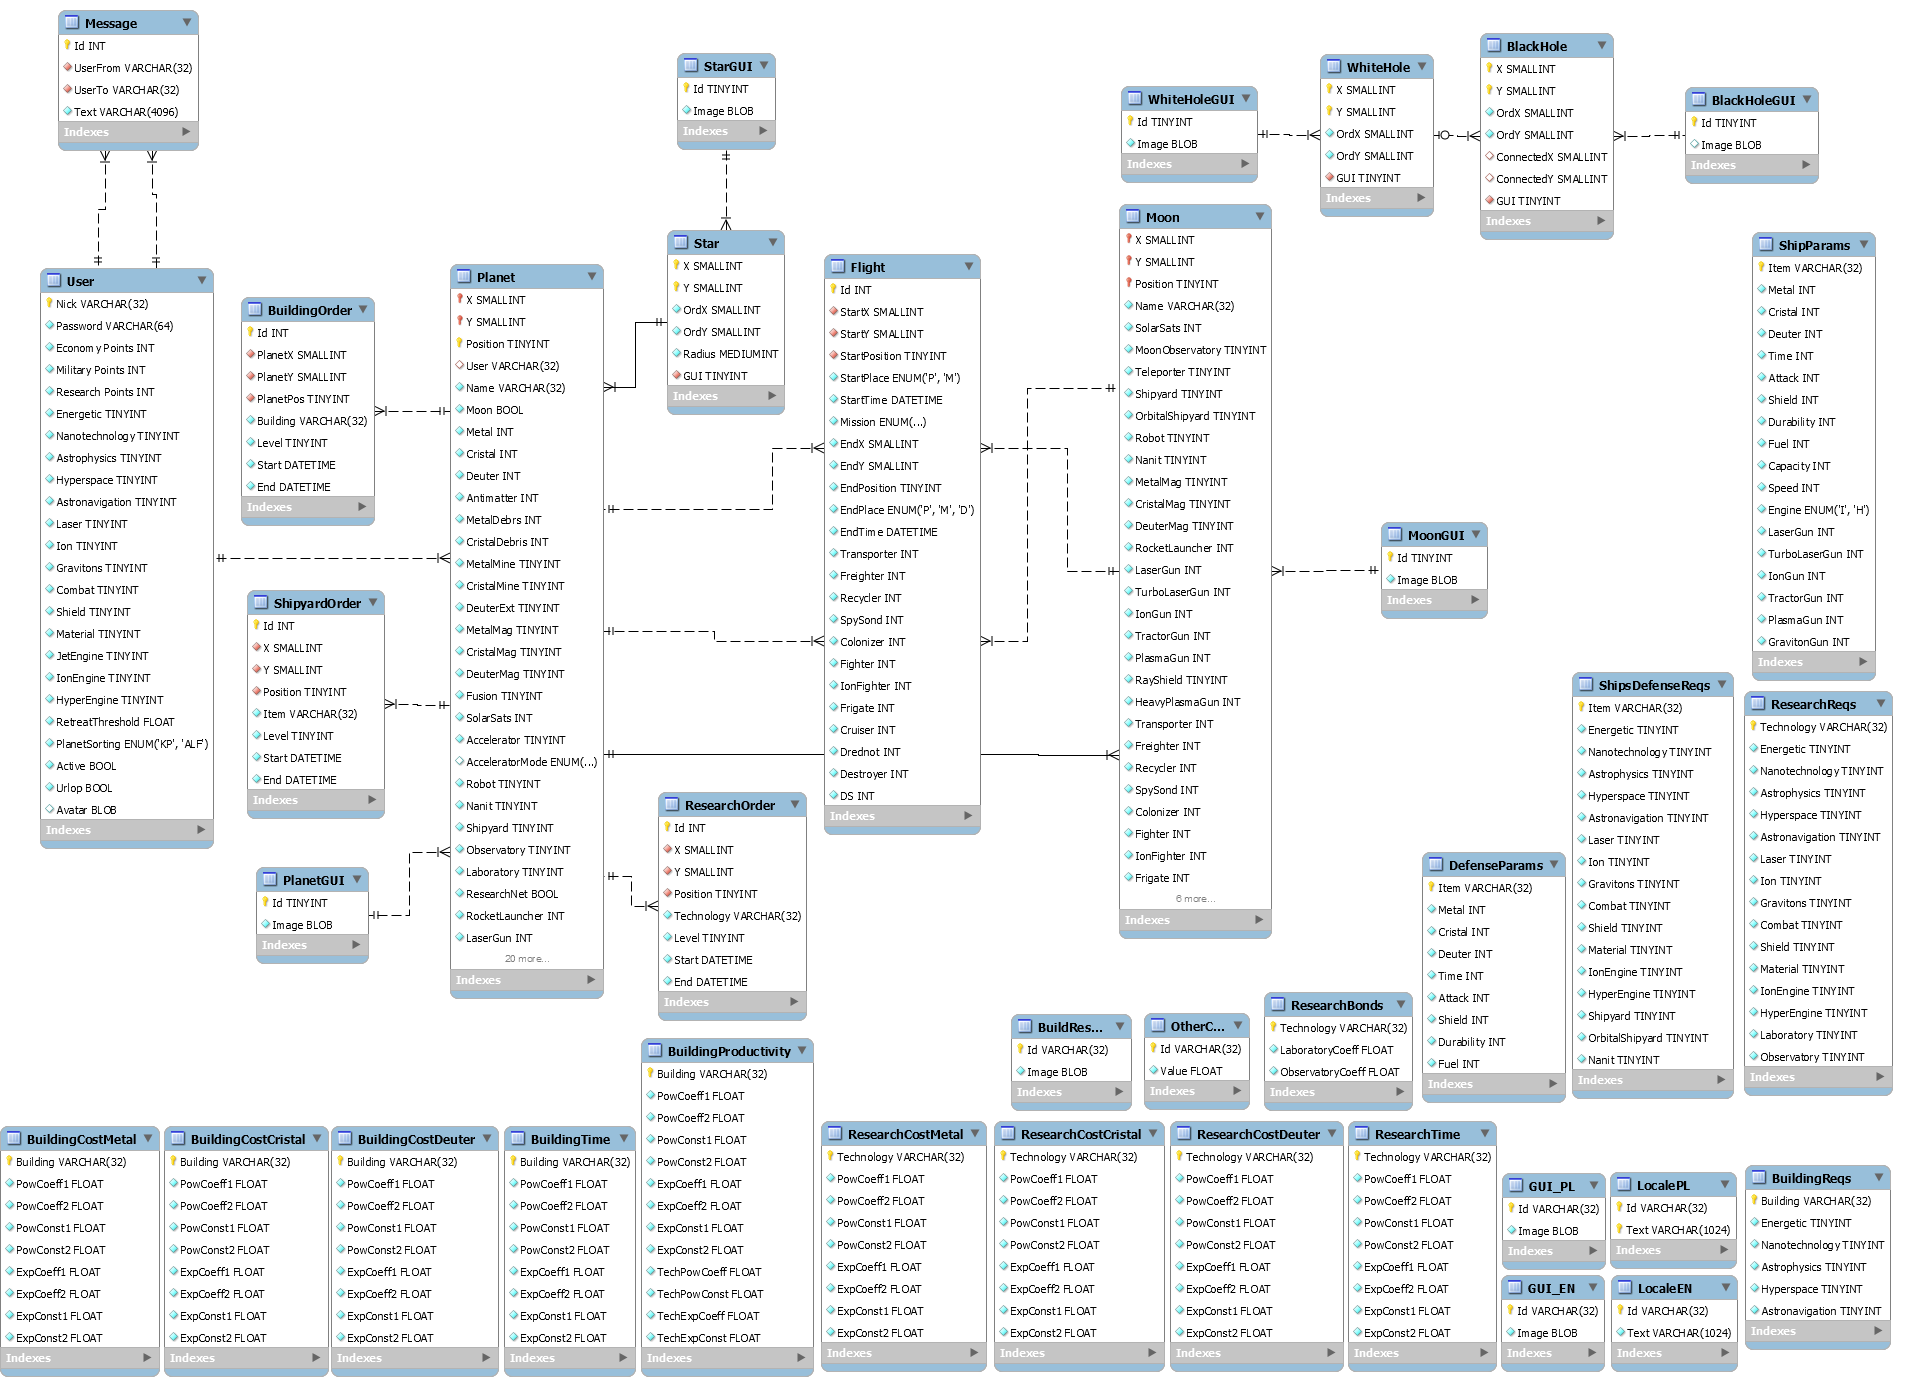 Message
Id INT
UserFrom VARCHAR(32)
UserTo VARCHAR(32)
Text VARCHAR(4096)
Indexes
StarGUI
Id TINYINT
Image BLOB
Indexes
WhiteHoleGUI
Id TINYINT
Image BLOB
Indexes
WhiteHole
X SMALLINT
Y SMALLINT
OrdX SMALLINT
OrdY SMALLINT
GUI TINYINT
Indexes
BlackHole
X SMALLINT
Y SMALLINT
OrdX SMALLINT
OrdY SMALLINT
ConnectedX SMALLINT
ConnectedY SMALLINT
GUI TINYINT
Indexes
BlackHoleGUI
Id TINYINT
Image BLOB
Indexes
User
Nick VARCHAR(32)
Password VARCHAR(64)
Economy Points INT
Military Points INT
Research Points INT
Energetic TINYINT
Nanotechnology TINYINT
Astrophysics TINYINT
Hyperspace TINYINT
Astronavigation TINYINT
Laser TINYINT
Ion TINYINT
Gravitons TINYINT
Combat TINYINT
Shield TINYINT
Material TINYINT
JetEngine TINYINT
IonEngine TINYINT
HyperEngine TINYINT
RetreatThreshold FLOAT
PlanetSorting ENUM('KP', 'ALF')
Active BOOL
Urlop BOOL
Avatar BLOB
Indexes
BuildingOrder
Id INT
PlanetX SMALLINT
PlanetY SMALLINT
PlanetPos TINYINT
Building VARCHAR(32)
Level TINYINT
Start DATETIME
End DATETIME
Indexes
ShipyardOrder
Id INT
X SMALLINT
Y SMALLINT
Position TINYINT
Item VARCHAR(32)
Level TINYINT
Start DATETIME
End DATETIME
Indexes
PlanetGUI
Id TINYINT
Image BLOB
Indexes
Planet
X SMALLINT
Y SMALLINT
Position TINYINT
User VARCHAR(32)
Name VARCHAR(32)
Moon BOOL
Metal INT
Cristal INT
Deuter INT
Antimatter INT
MetalDebrs INT
CristalDebris INT
MetalMine TINYINT
CristalMine TINYINT
DeuterExt TINYINT
MetalMag TINYINT
CristalMag TINYINT
DeuterMag TINYINT
Fusion TINYINT
SolarSats INT
Accelerator TINYINT
AcceleratorMode ENUM(...)
Robot TINYINT
Nanit TINYINT
Shipyard TINYINT
Observatory TINYINT
Laboratory TINYINT
ResearchNet BOOL
RocketLauncher INT
LaserGun INT
20 more...
Indexes
Star
X SMALLINT
Y SMALLINT
OrdX SMALLINT
OrdY SMALLINT
Radius MEDIUMINT
GUI TINYINT
Indexes
ResearchOrder
Id INT
X SMALLINT
Y SMALLINT
Position TINYINT
Technology VARCHAR(32)
Level TINYINT
Start DATETIME
End DATETIME
Indexes
Flight
Id INT
StartX SMALLINT
StartY SMALLINT
StartPosition TINYINT
StartPlace ENUM('P', 'M')
StartTime DATETIME
Mission ENUM(...)
EndX SMALLINT
EndY SMALLINT
EndPosition TINYINT
EndPlace ENUM('P', 'M', 'D')
EndTime DATETIME
Transporter INT
Freighter INT
Recycler INT
SpySond INT
Colonizer INT
Fighter INT
IonFighter INT
Frigate INT
Cruiser INT
Drednot INT
Destroyer INT
DS INT
Indexes
Moon
X SMALLINT
Y SMALLINT
Position TINYINT
Name VARCHAR(32)
SolarSats INT
MoonObservatory TINYINT
Teleporter TINYINT
Shipyard TINYINT
OrbitalShipyard TINYINT
Robot TINYINT
Nanit TINYINT
MetalMag TINYINT
CristalMag TINYINT
DeuterMag TINYINT
RocketLauncher INT
LaserGun INT
TurboLaserGun INT
IonGun INT
TractorGun INT
PlasmaGun INT
RayShield TINYINT
HeavyPlasmaGun INT
Transporter INT
Freighter INT
Recycler INT
SpySond INT
Colonizer INT
Fighter INT
IonFighter INT
Frigate INT
6 more...
Indexes
MoonGUI
Id TINYINT
Image BLOB
Indexes
ShipParams
Item VARCHAR(32)
Metal INT
Cristal INT
Deuter INT
Time INT
Attack INT
Shield INT
Durability INT
Fuel INT
Capacity INT
Speed INT
Engine ENUM('I', 'H')
LaserGun INT
TurboLaserGun INT
IonGun INT
TractorGun INT
PlasmaGun INT
GravitonGun INT
Indexes
ShipsDefenseReqs
Item VARCHAR(32)
Energetic TINYINT
Nanotechnology TINYINT
Astrophysics TINYINT
Hyperspace TINYINT
Astronavigation TINYINT
Laser TINYINT
Ion TINYINT
Gravitons TINYINT
Combat TINYINT
Shield TINYINT
Material TINYINT
IonEngine TINYINT
HyperEngine TINYINT
Shipyard TINYINT
OrbitalShipyard TINYINT
Nanit TINYINT
Indexes
ResearchReqs
Technology VARCHAR(32)
Energetic TINYINT
Nanotechnology TINYINT
Astrophysics TINYINT
Hyperspace TINYINT
Astronavigation TINYINT
Laser TINYINT
Ion TINYINT
Gravitons TINYINT
Combat TINYINT
Shield TINYINT
Material TINYINT
IonEngine TINYINT
HyperEngine TINYINT
Laboratory TINYINT
Observatory TINYINT
Indexes
DefenseParams
Item VARCHAR(32)
Metal INT
Cristal INT
Deuter INT
Time INT
Attack INT
Shield INT
Durability INT
Fuel INT
Indexes
BuildRes...
Id VARCHAR(32)
Image BLOB
Indexes
OtherC...
Id VARCHAR(32)
Value FLOAT
Indexes
ResearchBonds
Technology VARCHAR(32)
LaboratoryCoeff FLOAT
ObservatoryCoeff FLOAT
Indexes
BuildingCostMetal
Building VARCHAR(32)
PowCoeff1 FLOAT
PowCoeff2 FLOAT
PowConst1 FLOAT
PowConst2 FLOAT
ExpCoeff1 FLOAT
ExpCoeff2 FLOAT
ExpConst1 FLOAT
ExpConst2 FLOAT
Indexes
BuildingCostCristal
Building VARCHAR(32)
PowCoeff1 FLOAT
PowCoeff2 FLOAT
PowConst1 FLOAT
PowConst2 FLOAT
ExpCoeff1 FLOAT
ExpCoeff2 FLOAT
ExpConst1 FLOAT
ExpConst2 FLOAT
Indexes
BuildingCostDeuter
Building VARCHAR(32)
PowCoeff1 FLOAT
PowCoeff2 FLOAT
PowConst1 FLOAT
PowConst2 FLOAT
ExpCoeff1 FLOAT
ExpCoeff2 FLOAT
ExpConst1 FLOAT
ExpConst2 FLOAT
Indexes
BuildingTime
Building VARCHAR(32)
PowCoeff1 FLOAT
PowCoeff2 FLOAT
PowConst1 FLOAT
PowConst2 FLOAT
ExpCoeff1 FLOAT
ExpCoeff2 FLOAT
ExpConst1 FLOAT
ExpConst2 FLOAT
Indexes
BuildingProductivity
Building VARCHAR(32)
PowCoeff1 FLOAT
PowCoeff2 FLOAT
PowConst1 FLOAT
PowConst2 FLOAT
ExpCoeff1 FLOAT
ExpCoeff2 FLOAT
ExpConst1 FLOAT
ExpConst2 FLOAT
TechPowCoeff FLOAT
TechPowConst FLOAT
TechExpCoeff FLOAT
TechExpConst FLOAT
Indexes
ResearchCostMetal
Technology VARCHAR(32)
PowCoeff1 FLOAT
PowCoeff2 FLOAT
PowConst1 FLOAT
PowConst2 FLOAT
ExpCoeff1 FLOAT
ExpCoeff2 FLOAT
ExpConst1 FLOAT
ExpConst2 FLOAT
Indexes
ResearchCostCristal
Technology VARCHAR(32)
PowCoeff1 FLOAT
PowCoeff2 FLOAT
PowConst1 FLOAT
PowConst2 FLOAT
ExpCoeff1 FLOAT
ExpCoeff2 FLOAT
ExpConst1 FLOAT
ExpConst2 FLOAT
Indexes
ResearchCostDeuter
Technology VARCHAR(32)
PowCoeff1 FLOAT
PowCoeff2 FLOAT
PowConst1 FLOAT
PowConst2 FLOAT
ExpCoeff1 FLOAT
ExpCoeff2 FLOAT
ExpConst1 FLOAT
ExpConst2 FLOAT
Indexes
ResearchTime
Technology VARCHAR(32)
PowCoeff1 FLOAT
PowCoeff2 FLOAT
PowConst1 FLOAT
PowConst2 FLOAT
ExpCoeff1 FLOAT
ExpCoeff2 FLOAT
ExpConst1 FLOAT
ExpConst2 FLOAT
Indexes
GUI_PL
Id VARCHAR(32)
Image BLOB
Indexes
LocalePL
Id VARCHAR(32)
Text VARCHAR(1024)
Indexes
GUI_EN
Id VARCHAR(32)
Image BLOB
Indexes
LocaleEN
Id VARCHAR(32)
Text VARCHAR(1024)
Indexes
BuildingReqs
Building VARCHAR(32)
Energetic TINYINT
Nanotechnology TINYINT
Astrophysics TINYINT
Hyperspace TINYINT
Astronavigation TINYINT
Indexes